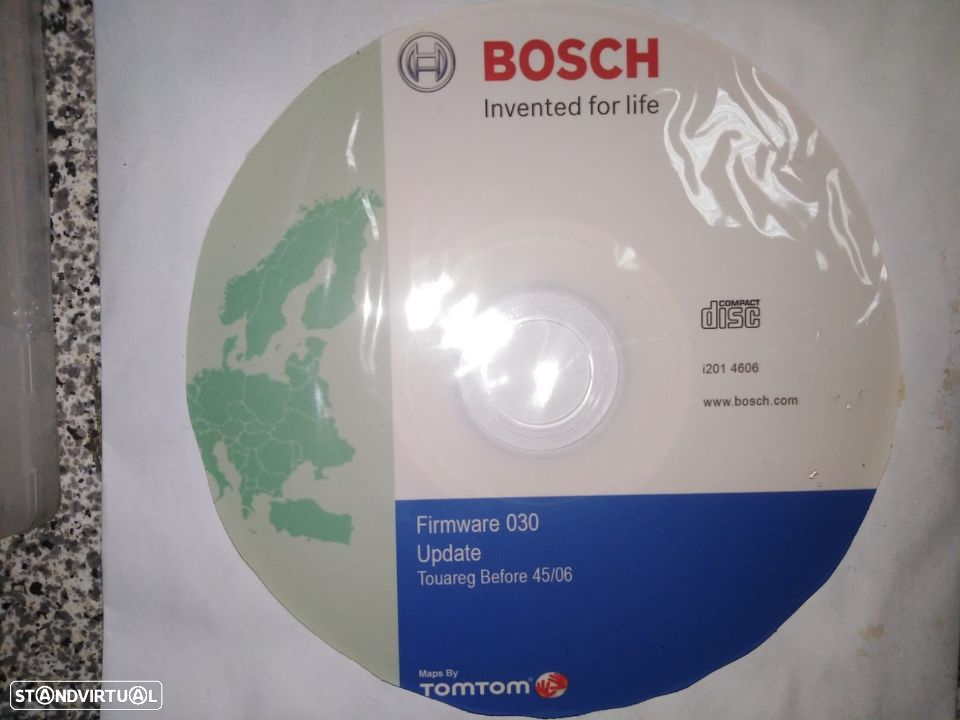 BOSCH
Invented for life
COMPACT
disc
i201 4606
www.bosch.com
Firmware 030
Update
Touareg Before 45/06
Maps By
TOMTOM
STANDVIRTUAL